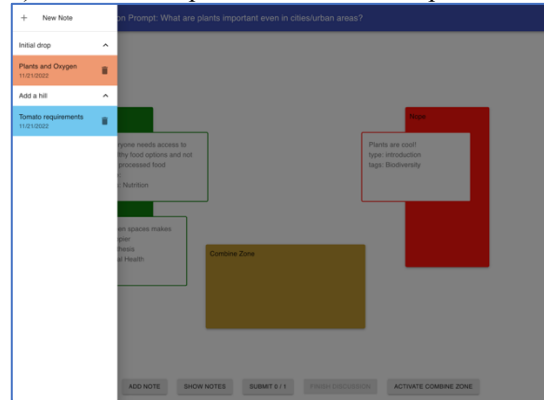 + New Note
on Prompt: What are plants important even in cities/urban areas?
Initial drop
Plants and Oxygen
11/21/2022
Add a hill
Tomato requirements
11/21/2022
ryone needs access to
thy food options and not
processed food
Nutrition
en spaces makes
pier
thesis
al Health
Nope
Plants are cool!
type: introduction
tags: Biodiversity
Combine Zone
ADD NOTE
SHOW NOTES
SUBMIT 0 / 1
FINISH DISCUSSION
ACTIVATE COMBINE ZONE